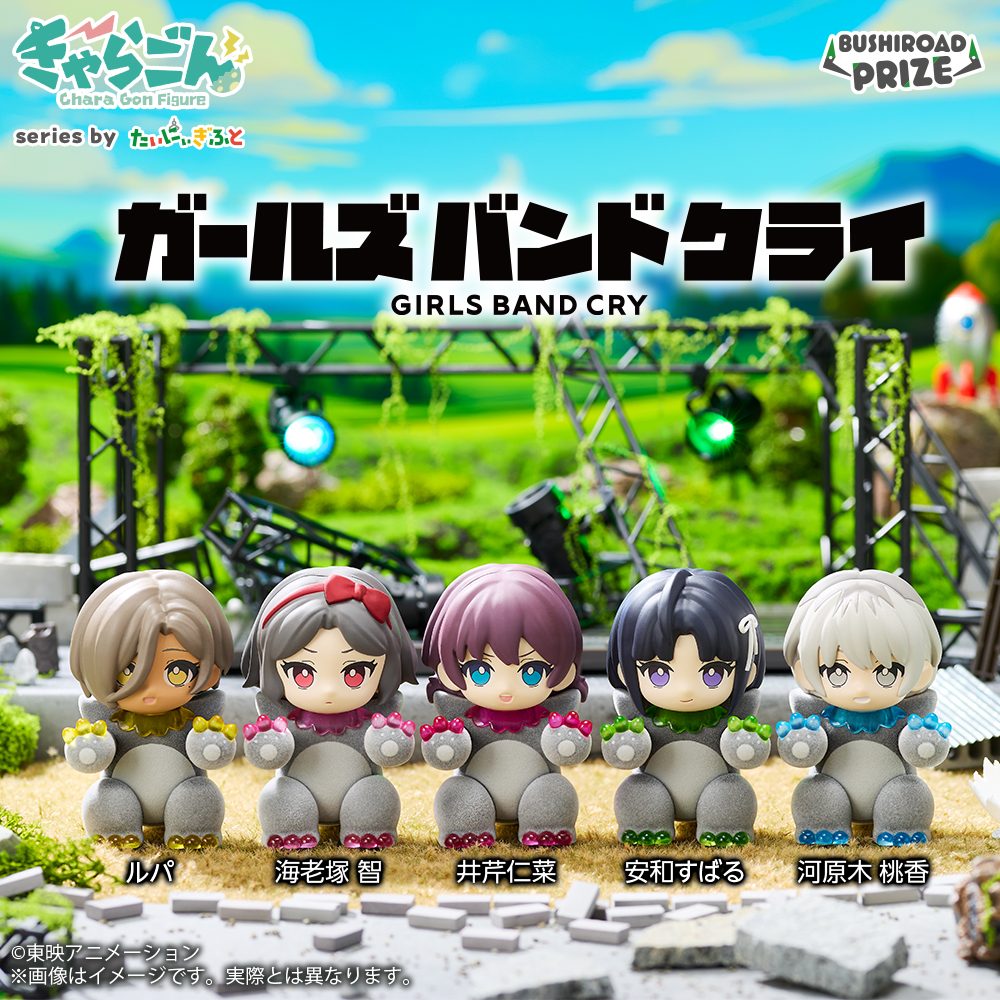 きゃらごん
Chara Gon Figure
series by たいにぃぎふと
BUSHIROAD
PRIZE
ガールズバンドクライ
GIRLS BAND CRY
ルパ
海老塚 智
井芹仁菜
安和すばる
河原木 桃香
©東映アニメーション
※画像はイメージです。実際とは異なります。